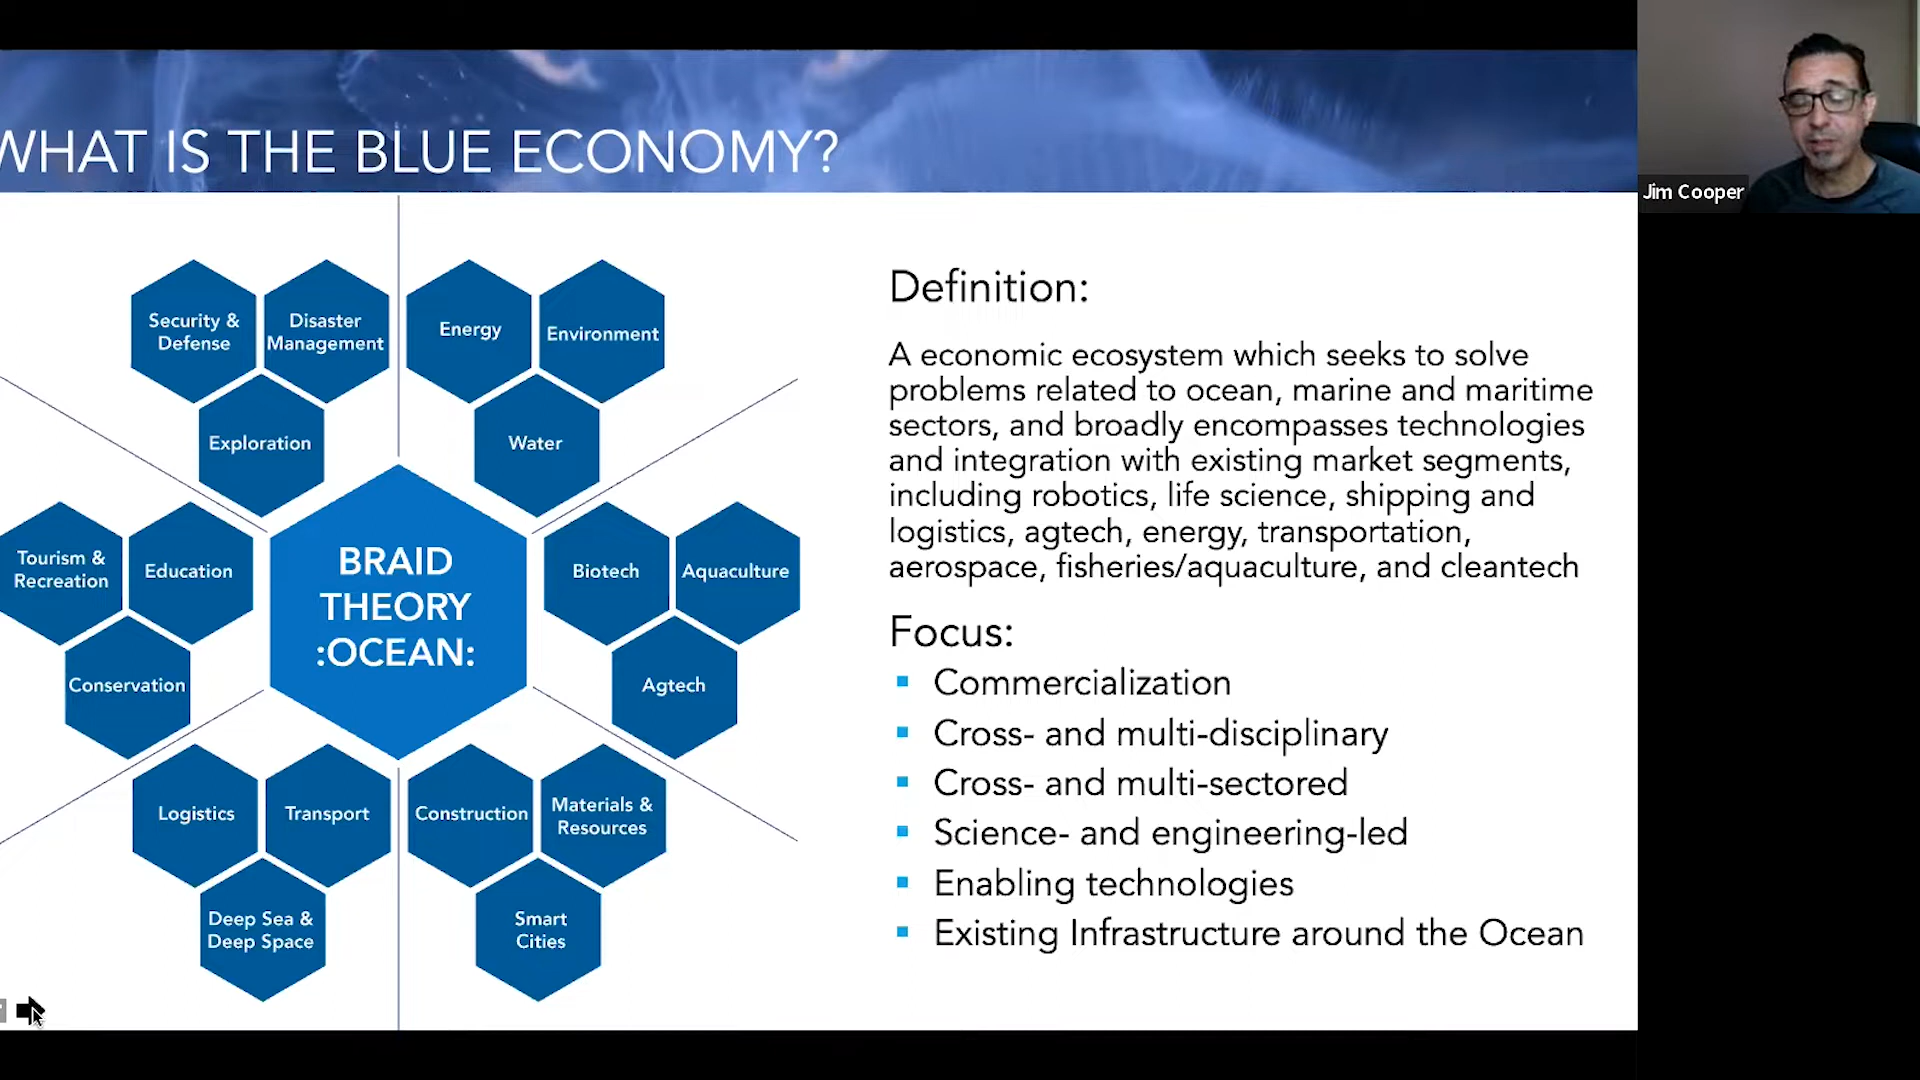 WHAT IS THE BLUE ECONOMY?
Jim Cooper
Security &
Defense
Disaster
Management
Exploration
Energy
Environment
Water
Tourism &
Recreation
Education
Conservation
BRAID
THEORY
:OCEAN:
Biotech
Aquaculture
Agtech
Logistics
Transport
Deep Sea &
Deep Space
Construction
Materials &
Resources
Smart
Cities
Definition:
A economic ecosystem which seeks to solve
problems related to ocean, marine and maritime
sectors, and broadly encompasses technologies
and integration with existing market segments,
including robotics, life science, shipping and
logistics, agtech, energy, transportation,
aerospace, fisheries/aquaculture, and cleantech
Focus:
▪ Commercialization
▪ Cross- and multi-disciplinary
▪ Cross- and multi-sectored
▪ Science- and engineering-led
▪ Enabling technologies
▪ Existing Infrastructure around the Ocean